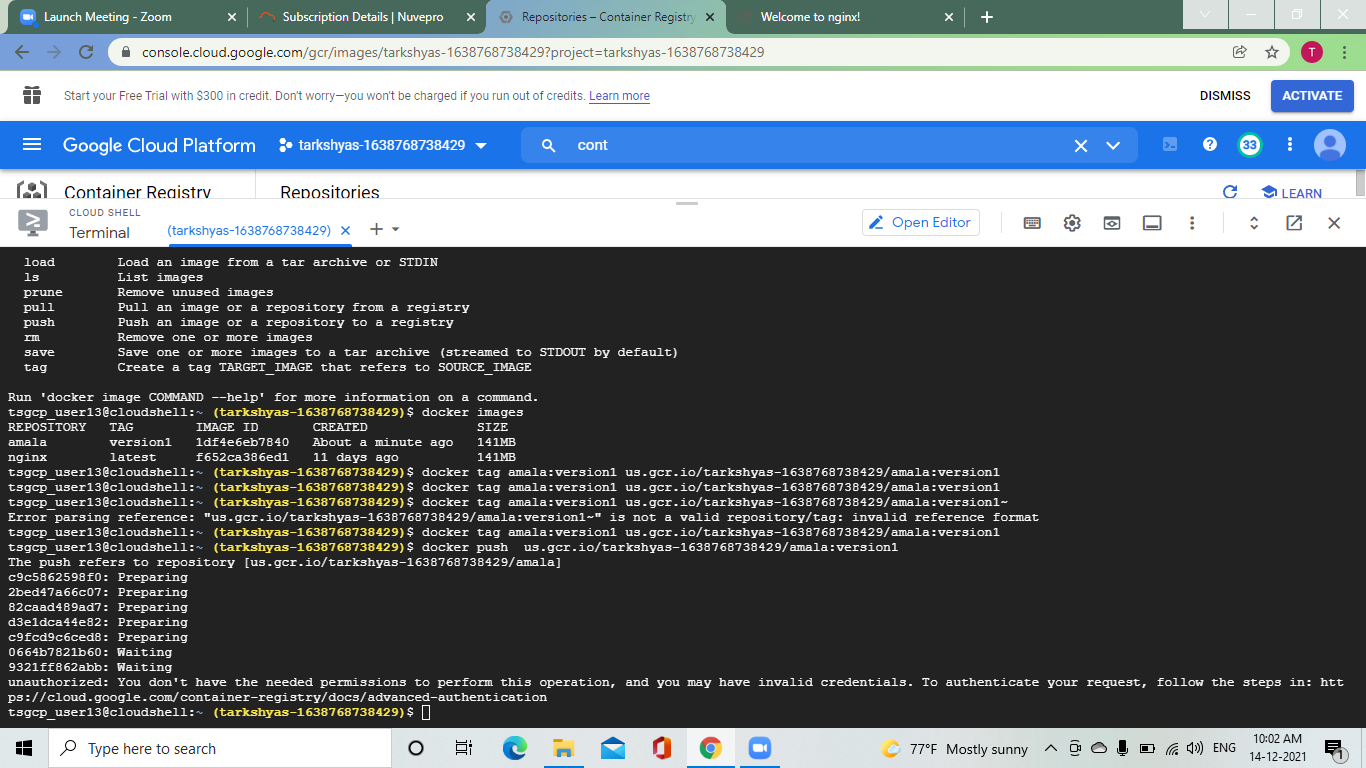 Launch Meeting - Zoom
Subscription Details | Nuvepro
Repositories – Container Registry
Welcome to nginx!
console.cloud.google.com/gcr/images/tarkshyas-1638768738429?project=tarkshyas-1638768738429
T
Start your Free Trial with $300 in credit. Don't worry—you won't be charged if you run out of credits. Learn more
DISMISS
ACTIVATE
Google Cloud Platform
tarkshyas-1638768738429
cont
33
Container Registry
Repositories
LEARN
CLOUD SHELL
Terminal
(tarkshyas-1638768738429)
Open Editor
load Load an image from a tar archive or STDIN
ls List images
prune Remove unused images
pull Pull an image or a repository from a registry
push Push an image or a repository to a registry
rm Remove one or more images
save Save one or more images to a tar archive (streamed to STDOUT by default)
tag Create a tag TARGET_IMAGE that refers to SOURCE_IMAGE
Run 'docker image COMMAND --help' for more information on a command.
tsgcp_user13@cloudshell:~ (tarkshyas-1638768738429)$ docker images
REPOSITORY TAG IMAGE ID CREATED SIZE
amala version1 1df4e6eb7840 About a minute ago 141MB
nginx latest f652ca386ed1 11 days ago 141MB
tsgcp_user13@cloudshell:~ (tarkshyas-1638768738429)$ docker tag amala:version1 us.gcr.io/tarkshyas-1638768738429/amala:version1
tsgcp_user13@cloudshell:~ (tarkshyas-1638768738429)$ docker tag amala:version1 us.gcr.io/tarkshyas-1638768738429/amala:version1
tsgcp_user13@cloudshell:~ (tarkshyas-1638768738429)$ docker tag amala:version1 us.gcr.io/tarkshyas-1638768738429/amala:version1~
Error parsing reference: "us.gcr.io/tarkshyas-1638768738429/amala:version1~" is not a valid repository/tag: invalid reference format
tsgcp_user13@cloudshell:~ (tarkshyas-1638768738429)$ docker tag amala:version1 us.gcr.io/tarkshyas-1638768738429/amala:version1
tsgcp_user13@cloudshell:~ (tarkshyas-1638768738429)$ docker push  us.gcr.io/tarkshyas-1638768738429/amala:version1
The push refers to repository [us.gcr.io/tarkshyas-1638768738429/amala]
c9c5862598f0: Preparing
2bed47a66c07: Preparing
82caad489ad7: Preparing
d3e1dca44e82: Preparing
c9fcd9c6ced8: Preparing
0664b7821b60: Waiting
9321ff862abb: Waiting
unauthorized: You don't have the needed permissions to perform this operation, and you may have invalid credentials. To authenticate your request, follow the steps in: htt
ps://cloud.google.com/container-registry/docs/advanced-authentication
tsgcp_user13@cloudshell:~ (tarkshyas-1638768738429)$
Type here to search
77°F Mostly sunny
ENG
10:02 AM
14-12-2021
1